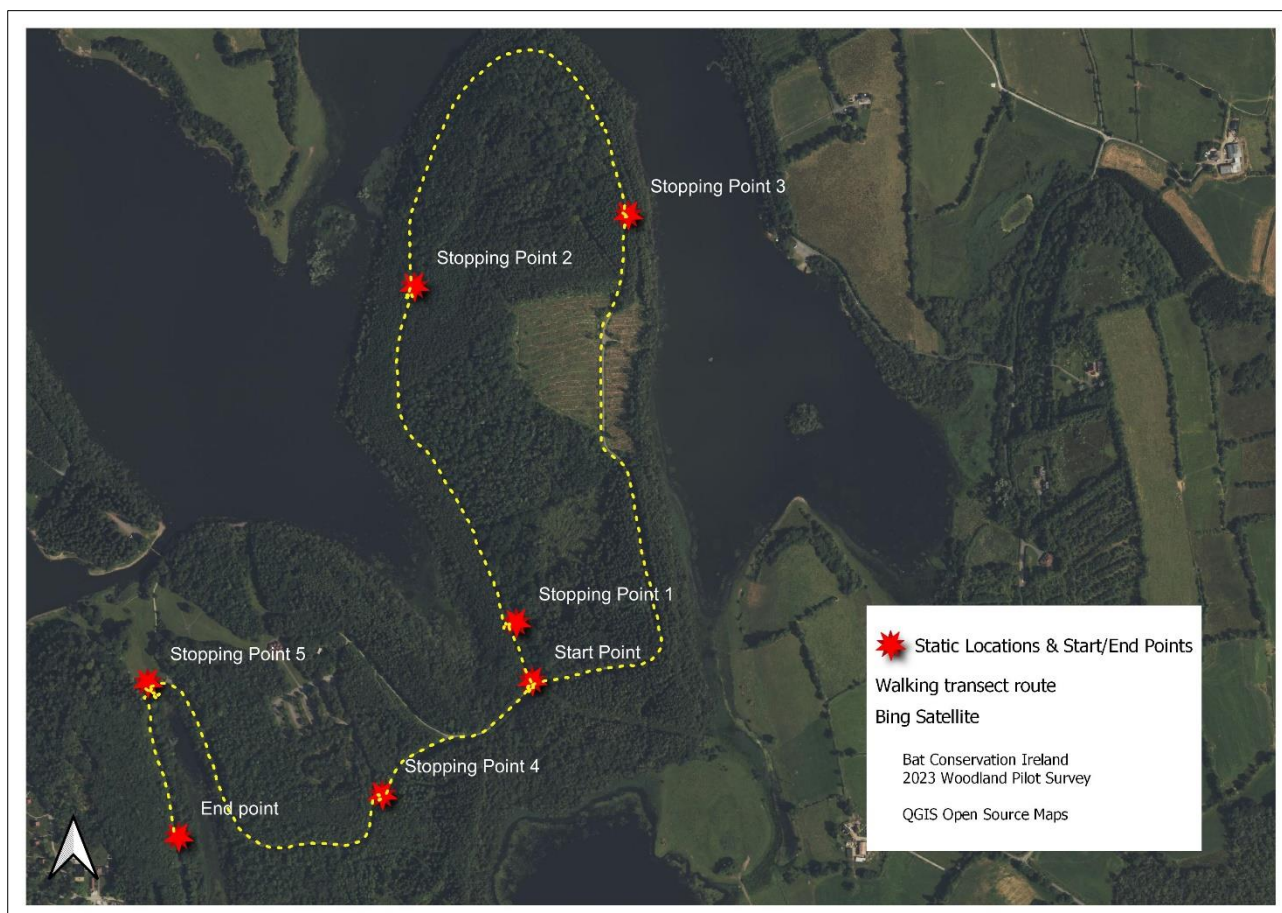 Stopping Point 3
Stopping Point 2
Stopping Point 1
Start Point
Stopping Point 5
Stopping Point 4
End point
Static Locations & Start/End Points
Walking transect route
Bing Satellite
Bat Conservation Ireland
2023 Woodland Pilot Survey
QGIS Open Source Maps